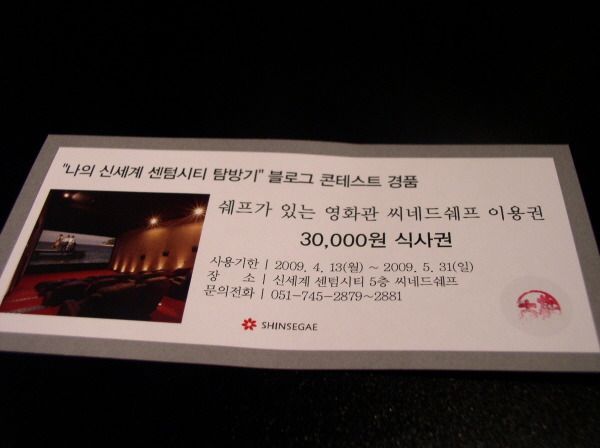 "나의 신세계 센텀시티 탐방기" 블로그 콘테스트 경품
쉐프가 있는 영화관 씨네드쉐프 이용권
30,000원 식사권
사용기한 | 2009. 4. 13(월) ~ 2009. 5. 31(일)
장 소 | 신세계 센텀시티 5층 씨네드쉐프
문의전화 | 051-745-2879~2881
SHINSEGAE